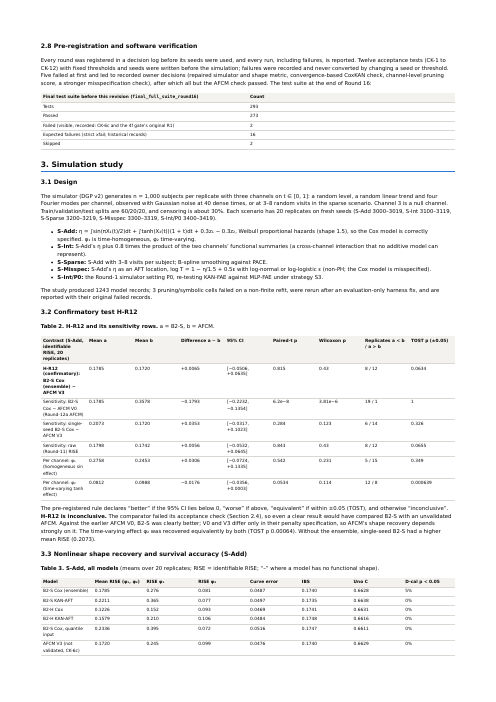 2.8 Pre-registration and software verification
Every round was registered in a decision log before its seeds were used, and every run, including failures, is reported. Twelve acceptance tests (CK-1 to
CK-12) with fixed thresholds and seeds were written before the simulation; failures were recorded and never converted by changing a seed or threshold.
Five failed at first and led to recorded owner decisions (repaired simulator and shape metric, convergence-based CoxKAN check, channel-level pruning
score, a stronger misspecification check), after which all but the AFCM check passed. The test suite at the end of Round 16:
Final test suite before this revision (final_full_suite_round16) Count
Tests 293
Passed 273
Failed (visible, recorded: CK-6c and the df gate's original R1) 2
Expected failures (strict xfail, historical records) 16
Skipped 2
3. Simulation study
3.1 Design
The simulator (DGP v2) generates n = 1,000 subjects per replicate with three channels on t ∈ [0, 1]: a random level, a random linear trend and four
Fourier modes per channel, observed with Gaussian noise at 40 dense times, or at 3–8 random visits in the sparse scenario. Channel 3 is a null channel.
Train/validation/test splits are 60/20/20, and censoring is about 30%. Each scenario has 20 replicates on fresh seeds (S-Add 3000–3019, S-Int 3100–3119,
S-Sparse 3200–3219, S-Misspec 3300–3319, S-Int/P0 3400–3419).
S-Add:
specified. φ₁ is time-homogeneous, φ₂ time-varying.
S-Int: S-Add's η plus 0.8 times the product of the two channels' functional summaries (a cross-channel interaction that no additive model can
represent).
S-Sparse: S-Add with 3–8 visits per subject; B-spline smoothing against PACE.
S-Misspec: S-Add's η as an AFT location, log T = 1 − η/1.5 + 0.5ε with log-normal or log-logistic ε (non-PH; the Cox model is misspecified).
S-Int/P0: the Round-1 simulator setting P0, re-testing KAN-FAE against MLP-FAE under strategy S3.
The study produced 1243 model records; 3 pruning/symbolic cells failed on a non-finite refit, were rerun after an evaluation-only harness fix, and are
reported with their original failed records.
3.2 Confirmatory test H-R12
Table 2. H-R12 and its sensitivity rows. a = B2-S, b = AFCM.
Contrast (S-Add, identifiable RISE, 20 replicates) Mean a Mean b Difference a − b 95% CI Paired-t p Wilcoxon p Replicates a < b / a > b TOST p (±0.05)
H-R12 (confirmatory): B2-S Cox (ensemble) − AFCM V3 0.1785 0.1720 +0.0065 [−0.0506, +0.0635] 0.815 0.43 8 / 12 0.0634
Sensitivity: B2-S Cox − AFCM V0 (Round-12a AFCM) 0.1785 0.3578 −0.1793 [−0.2232, −0.1354] 6.2e−8 3.81e−6 19 / 1 1
Sensitivity: single-seed B2-S Cox − AFCM V3 0.2073 0.1720 +0.0353 [−0.0317, +0.1023] 0.284 0.123 6 / 14 0.326
Sensitivity: raw (Round-11) RISE 0.1798 0.1742 +0.0056 [−0.0532, +0.0645] 0.843 0.43 8 / 12 0.0655
Per channel: φ₁ (homogeneous sin effect) 0.2758 0.2453 +0.0306 [−0.0724, +0.1335] 0.542 0.231 5 / 15 0.349
Per channel: φ₂ (time-varying tanh effect) 0.0812 0.0988 −0.0176 [−0.0356, +0.0003] 0.0534 0.114 12 / 8 0.000639
The pre-registered rule declares “better” if the 95% CI lies below 0, “worse” if above, “equivalent” if within ±0.05 (TOST), and otherwise “inconclusive”.
H-R12 is inconclusive. The comparator failed its acceptance check (Section 2.4), so even a clear result would have compared B2-S with an unvalidated
AFCM. Against the earlier AFCM V0, B2-S was clearly better; V0 and V3 differ only in their penalty specification, so AFCM's shape recovery depends
strongly on it. The time-varying effect φ₂ was recovered equivalently by both (TOST p 0.00064). Without the ensemble, single-seed B2-S had a higher
mean RISE (0.2073).
3.3 Nonlinear shape recovery and survival accuracy (S-Add)
Table 3. S-Add, all models (means over 20 replicates; RISE = identifiable RISE; “–” where a model has no functional shape).
Model Mean RISE (φ₁, φ₂) RISE φ₁ RISE φ₂ Curve error IBS Uno C D-cal p < 0.05
B2-S Cox (ensemble) 0.1785 0.276 0.081 0.0487 0.1740 0.6628 5%
B2-S KAN-AFT 0.2211 0.365 0.077 0.0497 0.1735 0.6638 0%
B2-H Cox 0.1226 0.152 0.093 0.0469 0.1741 0.6631 0%
B2-H KAN-AFT 0.1579 0.210 0.106 0.0484 0.1748 0.6616 0%
B2-S Cox, quantile input 0.2336 0.395 0.072 0.0516 0.1747 0.6611 0%
AFCM V3 (not validated, CK-6c) 0.1720 0.245 0.099 0.0476 0.1740 0.6629 0%